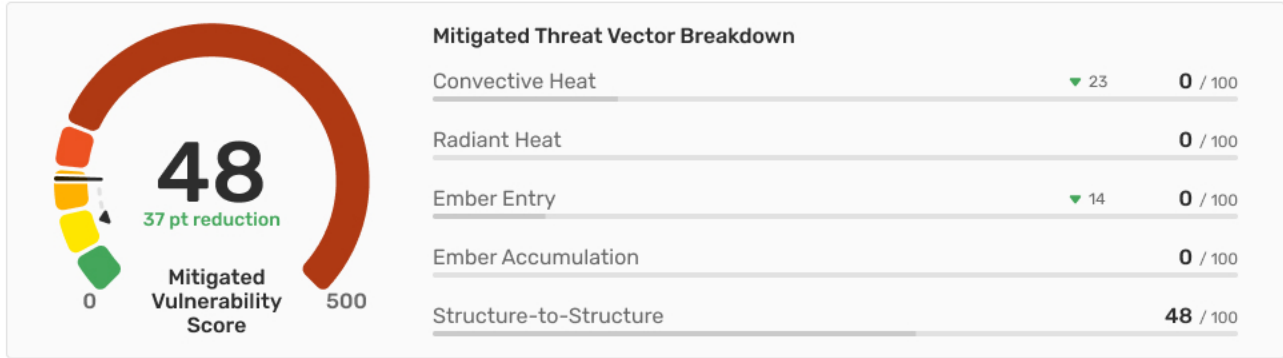 48
37 pt reduction
Mitigated
Vulnerability
Score
0
500
Mitigated Threat Vector Breakdown
Convective Heat 23 0 / 100
Radiant Heat 0 / 100
Ember Entry 14 0 / 100
Ember Accumulation 0 / 100
Structure-to-Structure 48 / 100